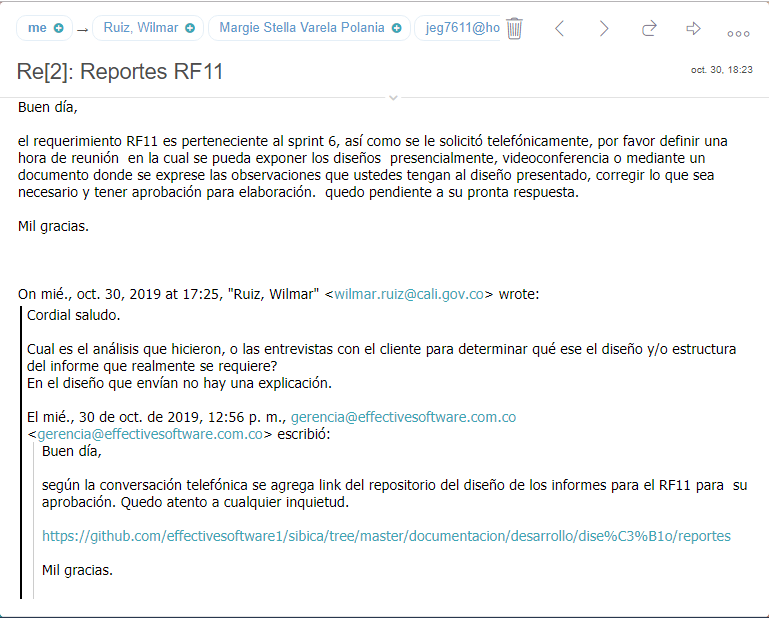 me → Ruiz, Wilmar Margie Stella Varela Polania jeg7611@ho
Re[2]: Reportes RF11
oct. 30, 18:23
Buen día,
el requerimiento RF11 es perteneciente al sprint 6, así como se le solicitó telefónicamente, por favor definir una
hora de reunión en la cual se pueda exponer los diseños presencialmente, videoconferencia o mediante un
documento donde se exprese las observaciones que ustedes tengan al diseño presentado, corregir lo que sea
necesario y tener aprobación para elaboración. quedo pendiente a su pronta respuesta.
Mil gracias.
On mié., oct. 30, 2019 at 17:25, "Ruiz, Wilmar" <wilmar.ruiz@cali.gov.co> wrote:
Cordial saludo.
Cual es el análisis que hicieron, o las entrevistas con el cliente para determinar qué ese el diseño y/o estructura
del informe que realmente se requiere?
En el diseño que envían no hay una explicación.
El mié., 30 de oct. de 2019, 12:56 p. m., gerencia@effectivesoftware.com.co
<gerencia@effectivesoftware.com.co> escribió:
Buen día,
según la conversación telefónica se agrega link del repositorio del diseño de los informes para el RF11 para su
aprobación. Quedo atento a cualquier inquietud.
https://github.com/effectivesoftware1/sibica/tree/master/documentacion/desarrollo/dise%C3%B1o/reportes
Mil gracias.